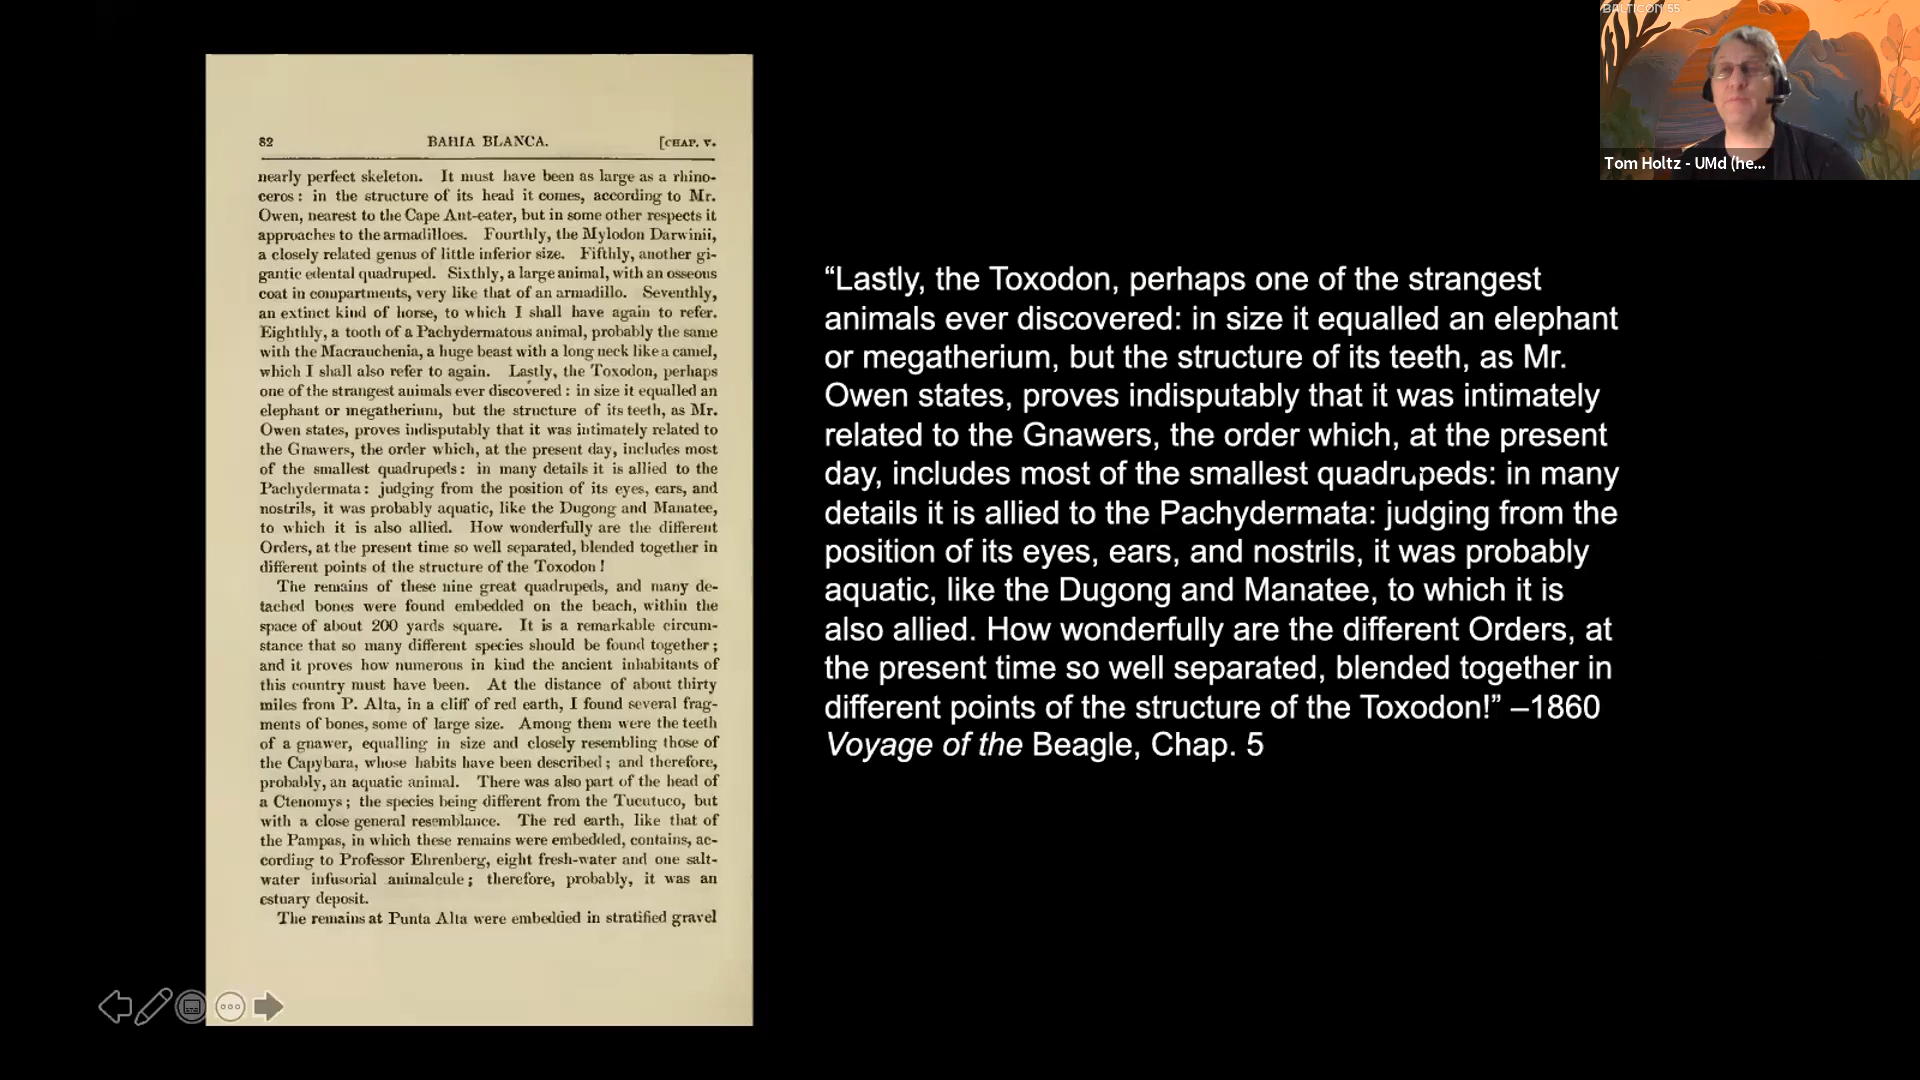 82 BAHIA BLANCA. [CHAP. V.
nearly perfect skeleton. It must have been as large as a rhino-
ceros: in the structure of its head it comes, according to Mr.
Owen, nearest to the Cape Ant-eater, but in some other respects it
approaches to the armadilloes. Fourthly, the Mylodon Darwinii,
a closely related genus of little inferior size. Fifthly, another gi-
gantic edental quadruped. Sixthly, a large animal, with an osseous
coat in compartments, very like that of an armadillo. Seventhly,
an extinct kind of horse, to which I shall have again to refer.
Eighthly, a tooth of a Pachydermatous animal, probably the same
with the Macrauchenia, a huge beast with a long neck like a camel,
which I shall also refer to again. Lastly, the Toxodon, perhaps
one of the strangest animals ever discovered: in size it equalled an
elephant or megatherium, but the structure of its teeth, as Mr.
Owen states, proves indisputably that it was intimately related to
the Gnawers, the order which, at the present day, includes most
of the smallest quadrupeds: in many details it is allied to the
Pachydermata: judging from the position of its eyes, ears, and
nostrils, it was probably aquatic, like the Dugong and Manatee,
to which it is also allied. How wonderfully are the different
Orders, at the present time so well separated, blended together in
different points of the structure of the Toxodon!
The remains of these nine great quadrupeds, and many de-
tached bones were found embedded on the beach, within the
space of about 200 yards square. It is a remarkable circum-
stance that so many different species should be found together;
and it proves how numerous in kind the ancient inhabitants of
this country must have been. At the distance of about thirty
miles from P. Alta, in a cliff of red earth, I found several frag-
ments of bones, some of large size. Among them were the teeth
of a gnawer, equalling in size and closely resembling those of
the Capybara, whose habits have been described; and therefore,
probably, an aquatic animal. There was also part of the head of
a Ctenomys; the species being different from the Tucutuco, but
with a close general resemblance. The red earth, like that of
the Pampas, in which these remains were embedded, contains, ac-
cording to Professor Ehrenberg, eight fresh-water and one salt-
water infusorial animalcule; therefore, probably, it was an
estuary deposit.
The remains at Punta Alta were embedded in stratified gravel
“Lastly, the Toxodon, perhaps one of the strangest
animals ever discovered: in size it equalled an elephant
or megatherium, but the structure of its teeth, as Mr.
Owen states, proves indisputably that it was intimately
related to the Gnawers, the order which, at the present
day, includes most of the smallest quadrupeds: in many
details it is allied to the Pachydermata: judging from the
position of its eyes, ears, and nostrils, it was probably
aquatic, like the Dugong and Manatee, to which it is
also allied. How wonderfully are the different Orders, at
the present time so well separated, blended together in
different points of the structure of the Toxodon!” –1860
Voyage of the Beagle, Chap. 5
BALTICON 55
Tom Holtz - UMd (he...